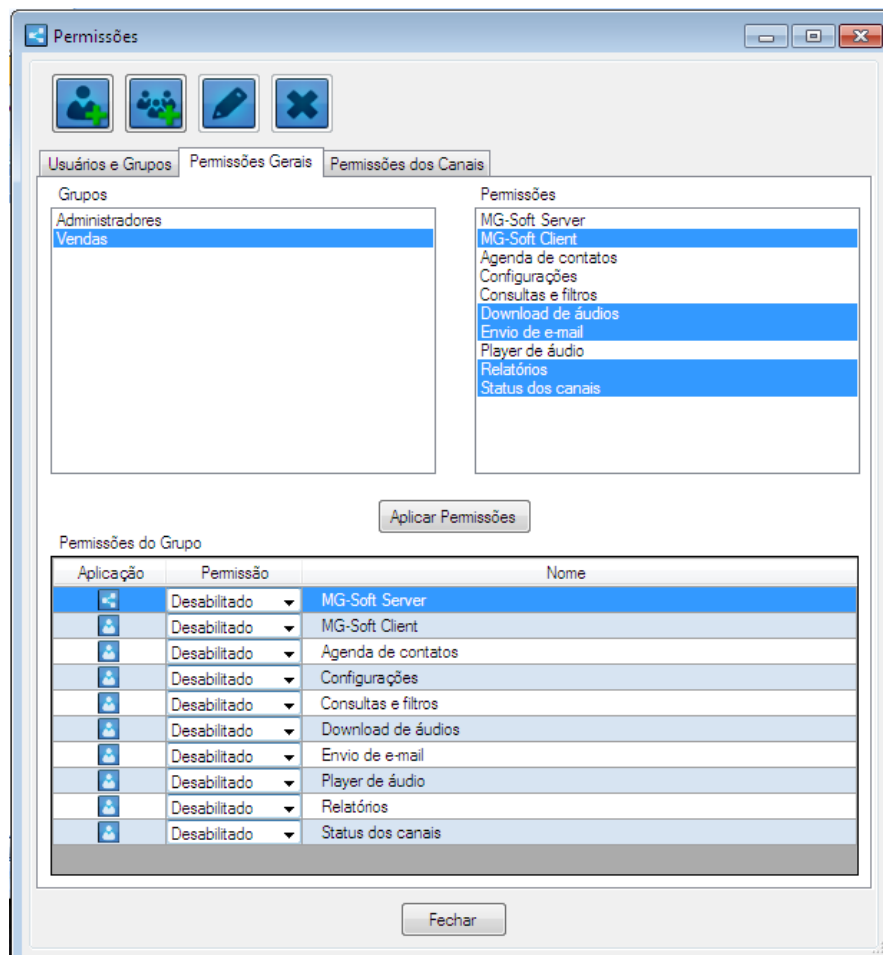 Permissões
Usuários e Grupos Permissões Gerais Permissões dos Canais
Grupos
Administradores
Vendas
Permissões
MG-Soft Server
MG-Soft Client
Agenda de contatos
Configurações
Consultas e filtros
Download de áudios
Envio de e-mail
Player de áudio
Relatórios
Status dos canais
Aplicar Permissões
Permissões do Grupo
Aplicação Permissão Nome
Desabilitado MG-Soft Server
Desabilitado MG-Soft Client
Desabilitado Agenda de contatos
Desabilitado Configurações
Desabilitado Consultas e filtros
Desabilitado Download de áudios
Desabilitado Envio de e-mail
Desabilitado Player de áudio
Desabilitado Relatórios
Desabilitado Status dos canais
Fechar